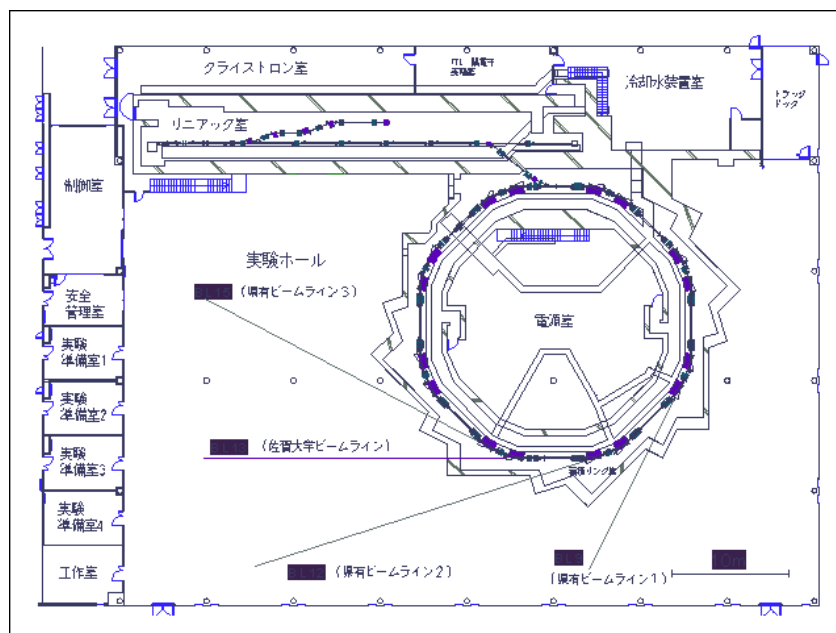 クライストロン室
冷却水装置室
トラック
ドック
リニアック室
制御室
実験ホール
(県有ビームライン3)
安全
管理室
電源室
実験
準備室1
実験
準備室2
(佐賀大学ビームライン)
実験
準備室3
蓄積リング室
実験
準備室4
(県有ビームライン2)
(県有ビームライン1)
工作室
10m